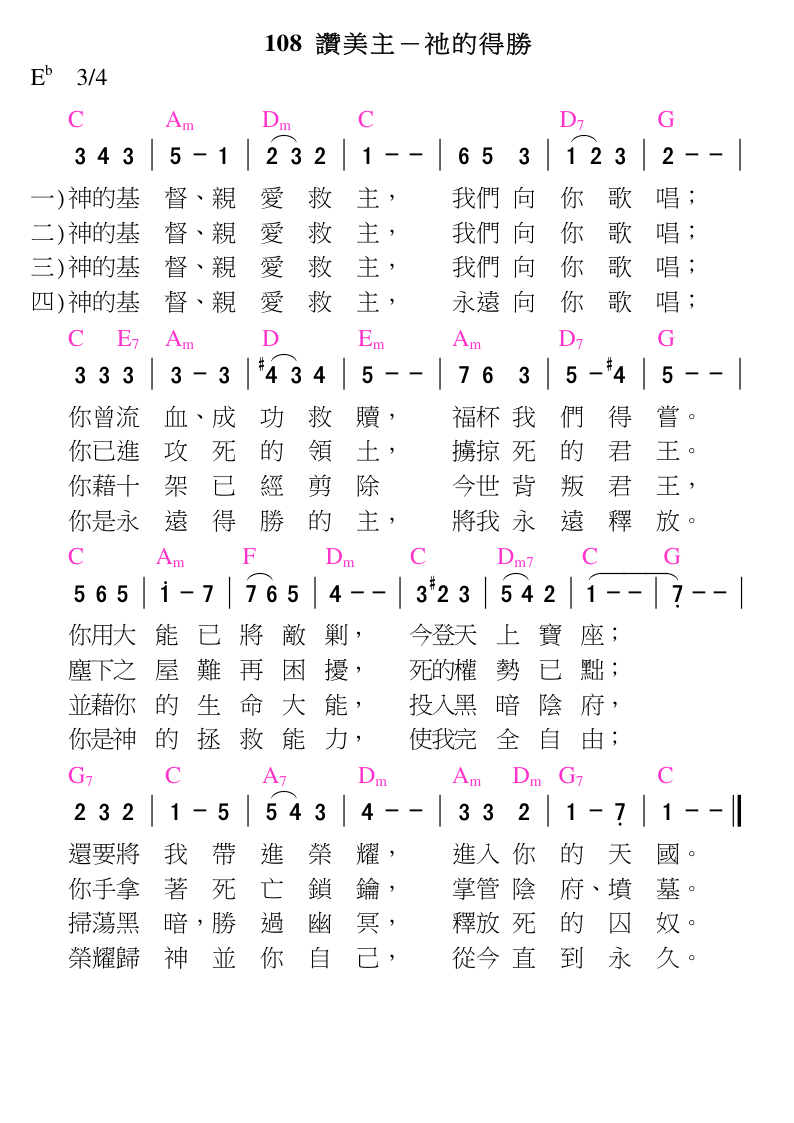 108 讚美主－祂的得勝
E♭ 3/4
C Am Dm C D7 G
3 4 3 | 5 - 1 | 2 3 2 | 1 - - | 6 5 3 | 1 2 3 | 2 - - |
一)神的基 督、親 愛 救 主， 我們 向 你 歌 唱；
二)神的基 督、親 愛 救 主， 我們 向 你 歌 唱；
三)神的基 督、親 愛 救 主， 我們 向 你 歌 唱；
四)神的基 督、親 愛 救 主， 永遠 向 你 歌 唱；
C E7 Am D Em Am D7 G
3 3 3 | 3 - 3 | #4 3 4 | 5 - - | 7 6 3 | 5 - #4 | 5 - - |
你曾流 血、成 功 救 贖， 福杯 我 們 得 嘗。
你已進 攻 死 的 領 土， 擄掠 死 的 君 王。
你藉十 架 已 經 剪 除 今世 背 叛 君 王，
你是永 遠 得 勝 的 主， 將我 永 遠 釋 放。
C Am F Dm C Dm7 C G
5 6 5 | 1̇ - 7 | 7 6 5 | 4 - - | 3 #2 3 | 5 4 2 | 1 - - | 7̣ - - |
你用大 能 已 將 敵 剿， 今登天 上 寶 座；
塵下之 屋 難 再 困 擾， 死的權 勢 已 黜；
並藉你 的 生 命 大 能， 投入黑 暗 陰 府，
你是神 的 拯 救 能 力， 使我完 全 自 由；
G7 C A7 Dm Am Dm G7 C
2 3 2 | 1 - 5 | 5 4 3 | 4 - - | 3 3 2 | 1 - 7̣ | 1 - - ‖
還要將 我 帶 進 榮 耀， 進入 你 的 天 國。
你手拿 著 死 亡 鎖 鑰， 掌管 陰 府、墳 墓。
掃蕩黑 暗，勝 過 幽 冥， 釋放 死 的 囚 奴。
榮耀歸 神 並 你 自 己， 從今 直 到 永 久。